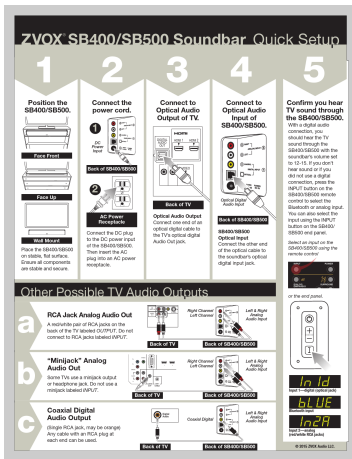 ZVOX® SB400/SB500 Soundbar Quick Setup
1
2
3
4
5
Position the
SB400/SB500.
Face Front
Face Up
Wall Mount
Place the SB400/SB500
on stable, flat surface.
Ensure all components
are stable and secure.
Connect the
power cord.
1
DC
Power
Input
Back of SB400/SB500
2
AC Power
Receptacle
Connect the DC plug
to the DC power input
of the SB400/SB500.
Then insert the AC
plug into an AC power
receptacle.
Connect to
Optical Audio
Output of TV.
HDMI
Back of TV
Optical Audio Output
Connect one end of an
optical digital cable to
the TV's optical digital
Audio Out jack.
Connect to
Optical Audio
Input of
SB400/SB500.
Optical Digital
Audio Input
Back of SB400/SB500
SB400/SB500
Optical Input
Connect the other end
of the optical cable to
the soundbar's optical
digital input jack.
Confirm you hear
TV sound through
the SB400/SB500.
With a digital audio
connection, you
should hear the TV
sound through the
SB400/SB500 with the
soundbar's volume set
to 12-15. If you don't
hear sound or if you
did not use a digital
connection, press the
INPUT button on the
SB400/SB500 remote
control to select the
Bluetooth or analog input.
You can also select the
input using the INPUT
button on the SB400/
SB500 end panel.
Select an input on the
SB400/SB500 using the
remote control
INPUT
POWER
or the end panel.
In 1d
Input 1—digital (optical jack)
bLUE
Bluetooth input
In2A
Input 2—analog
(red/white RCA jacks)
© 2015 ZVOX Audio LLC.
Other Possible TV Audio Outputs
a
RCA Jack Analog Audio Out
A red/white pair of RCA jacks on the
back of the TV labeled OUTPUT. Do not
connect to RCA jacks labeled INPUT.
Right Channel
Left Channel
Left & Right
Analog
Audio Input
Back of TV
Back of SB400/SB500
b
"Minijack" Analog
Audio Out
Some TVs use a minijack output
or headphone jack. Do not use a
minijack labeled INPUT.
Right Channel
Left Channel
Left & Right
Analog
Audio Input
Back of TV
Back of SB400/SB500
c
Coaxial Digital
Audio Output
(Single RCA jack, may be orange)
Any cable with an RCA plug at
each end can be used.
Coaxial Digital
Left & Right
Analog
Audio Input
Back of TV
Back of SB400/SB500